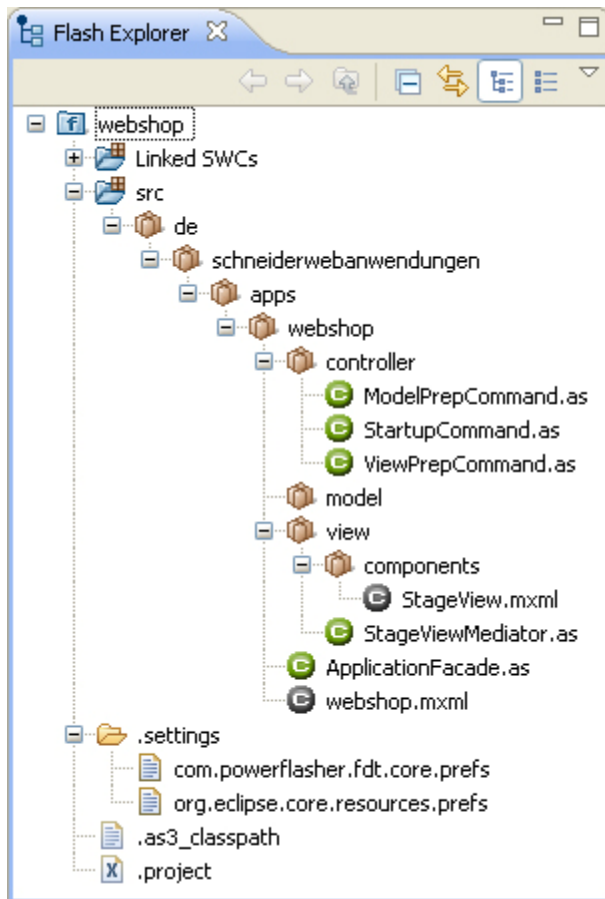 Flash Explorer
webshop
Linked SWCs
src
de
schneiderwebanwendungen
apps
webshop
controller
ModelPrepCommand.as
StartupCommand.as
ViewPrepCommand.as
model
view
components
StageView.mxml
StageViewMediator.as
ApplicationFacade.as
webshop.mxml
.settings
com.powerflasher.fdt.core.prefs
org.eclipse.core.resources.prefs
.as3_classpath
.project